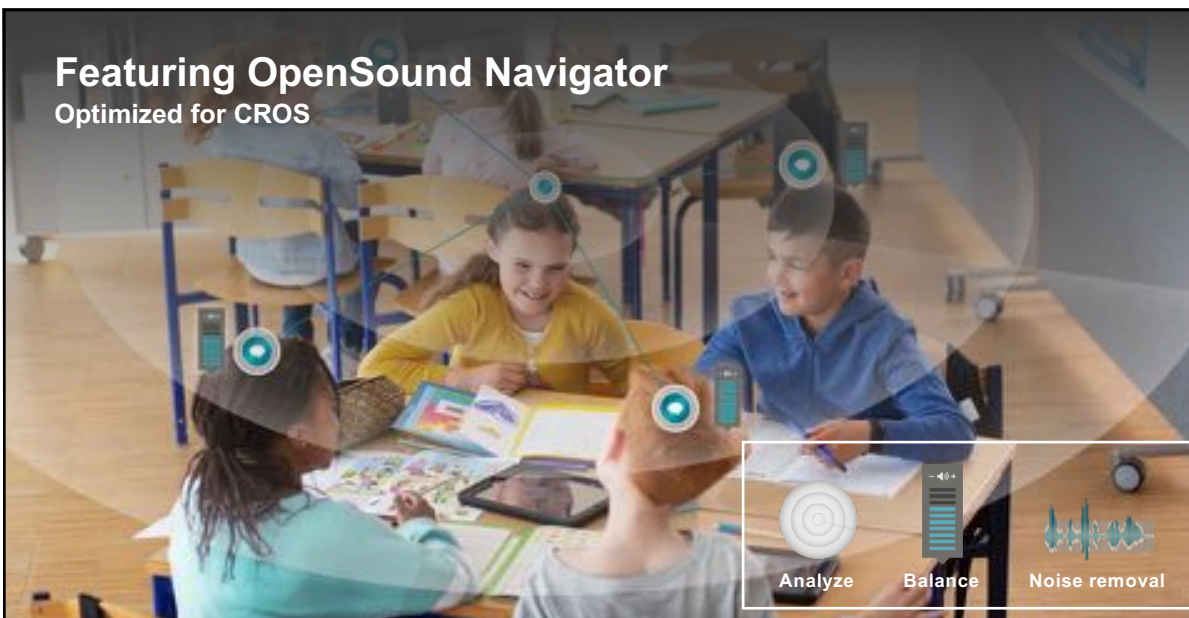 Featuring OpenSound Navigator
Optimized for CROS
Analyze Balance Noise removal